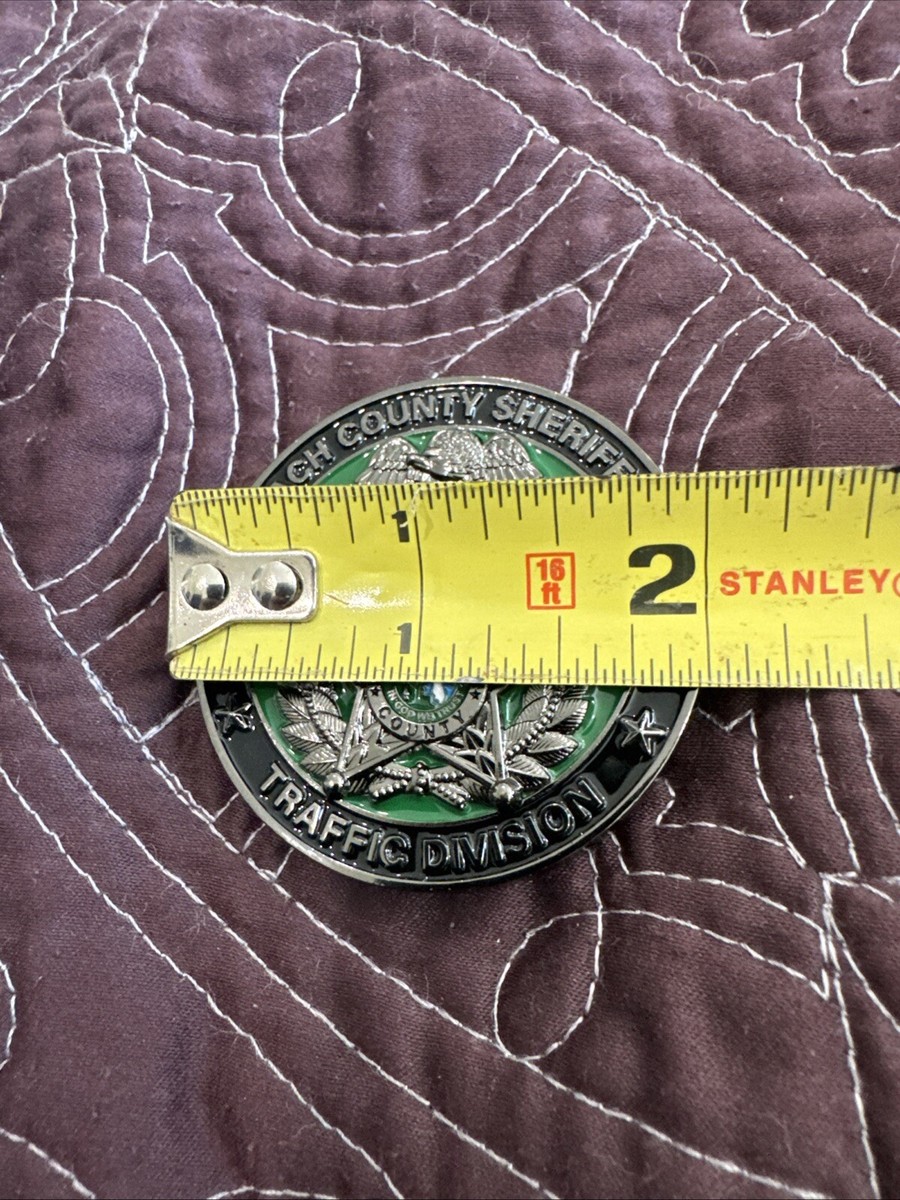 CH COUNTY SHERIFF
1
16
ft
2
STANLEY
1
COUNTY
TRAFFIC DIVISION